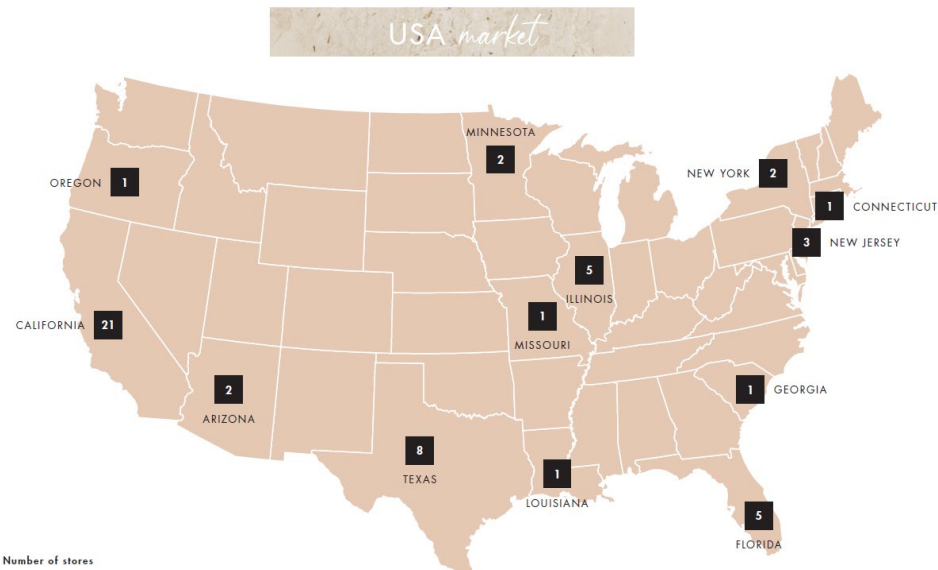 USA market
MINNESOTA
2
NEW YORK 2
OREGON 1
1 CONNECTICUT
3 NEW JERSEY
5
ILLINOIS
1
MISSOURI
CALIFORNIA 21
2
ARIZONA
1 GEORGIA
8
TEXAS
1
LOUISIANA
5
FLORIDA
Number of stores